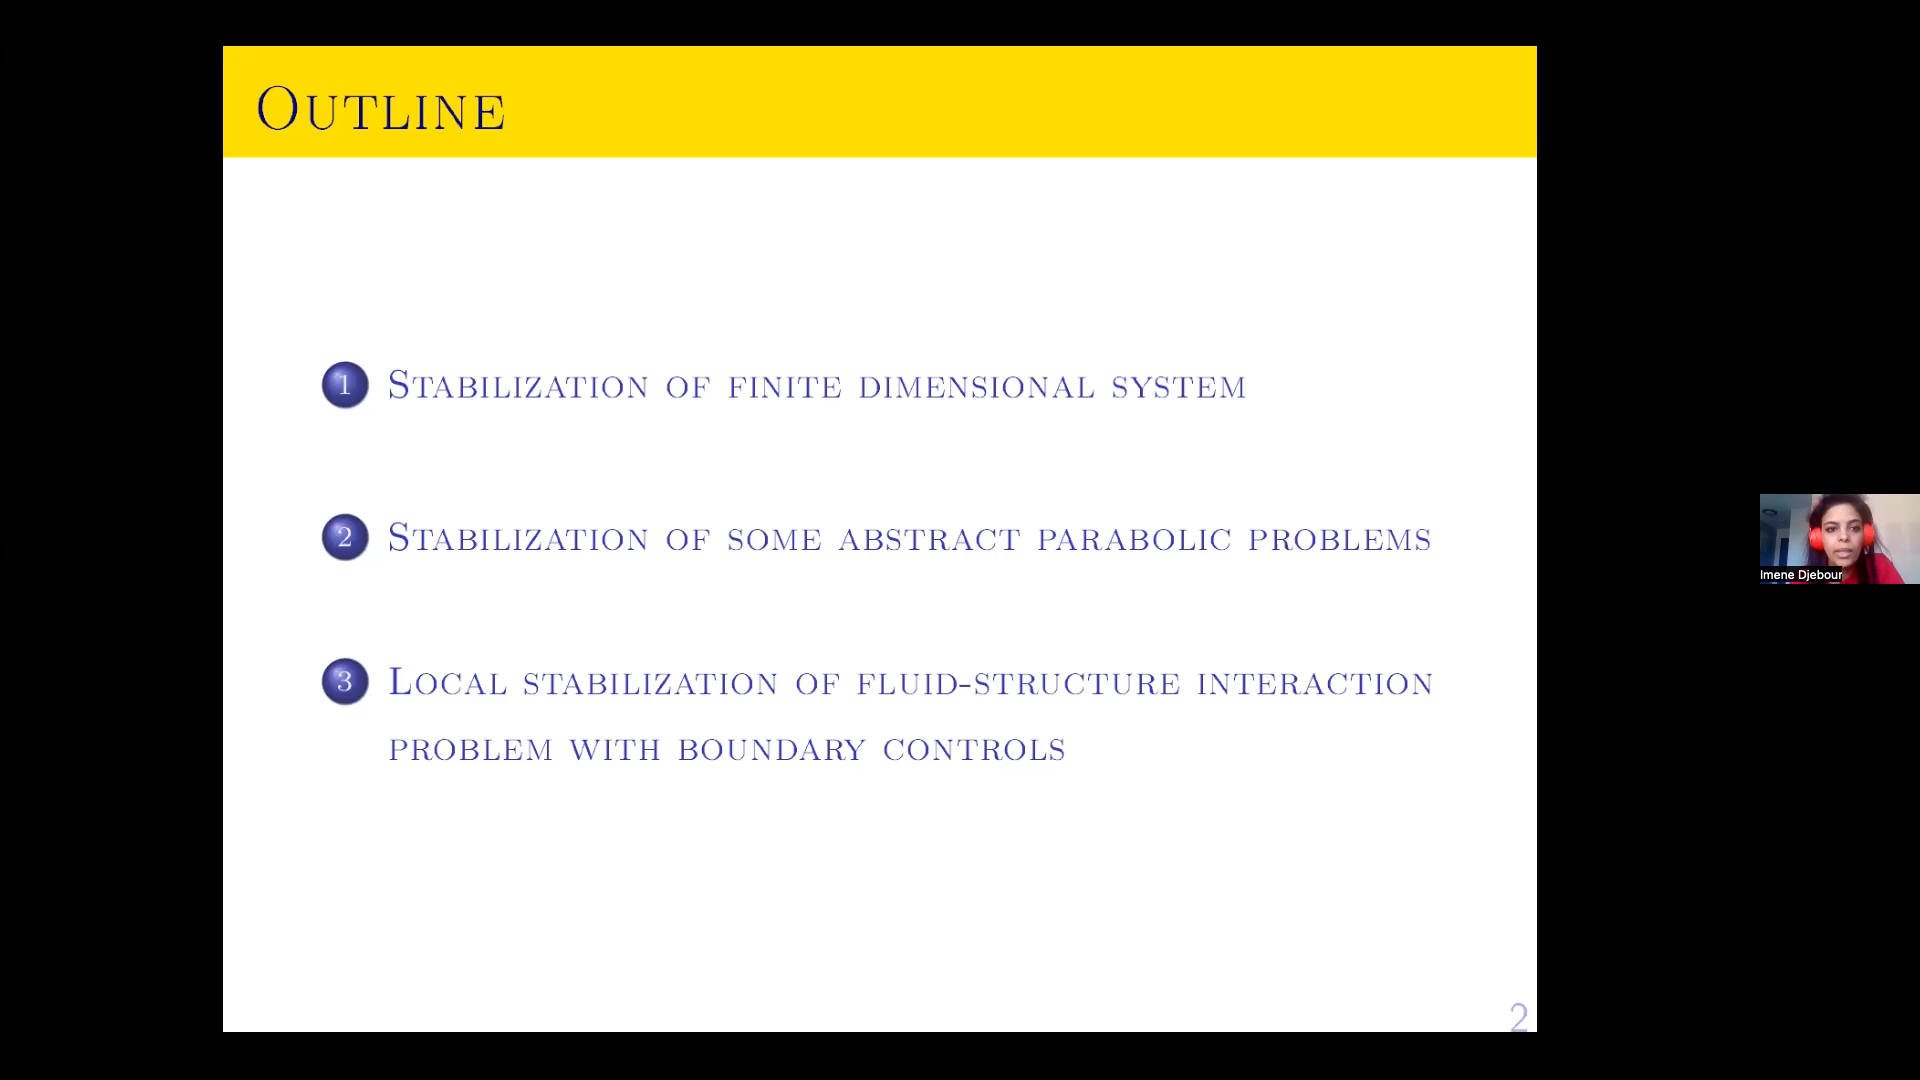 OUTLINE
1 STABILIZATION OF FINITE DIMENSIONAL SYSTEM
2 STABILIZATION OF SOME ABSTRACT PARABOLIC PROBLEMS
3 LOCAL STABILIZATION OF FLUID-STRUCTURE INTERACTION
PROBLEM WITH BOUNDARY CONTROLS
Imene Djebour
2